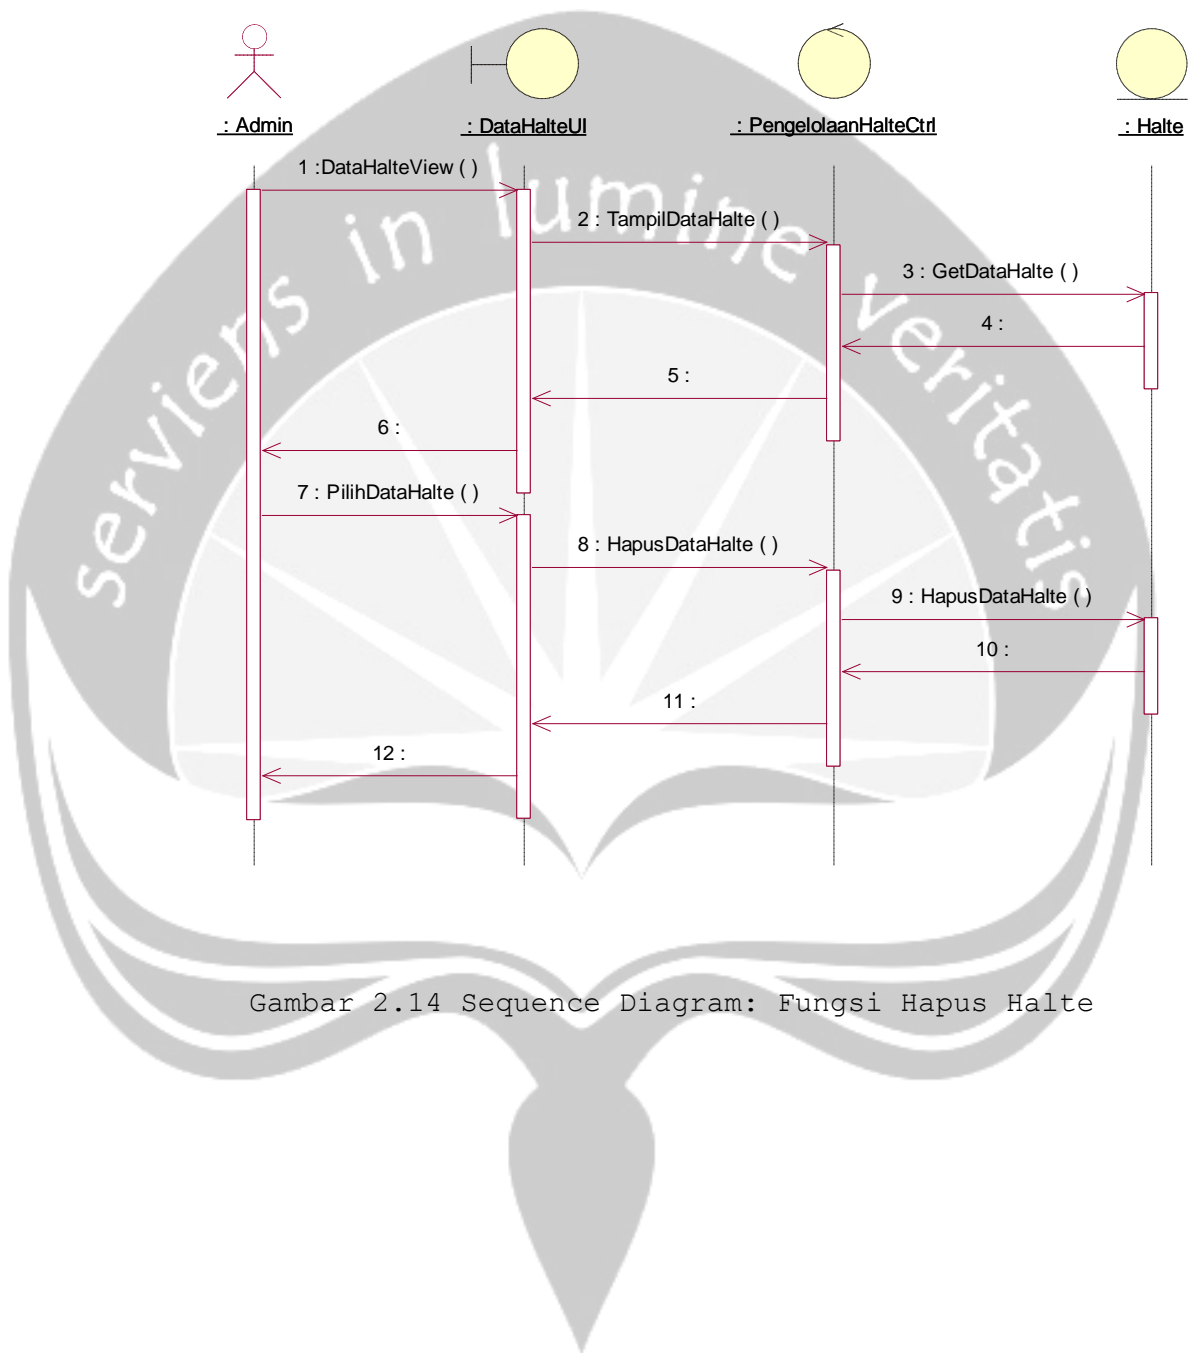 : Admin
: DataHalteUI
: PengelolaanHalteCtrl
: Halte
1 :DataHalteView ( )
2 : TampilDataHalte ( )
3 : GetDataHalte ( )
4 :
5 :
6 :
7 : PilihDataHalte ( )
8 : HapusDataHalte ( )
9 : HapusDataHalte ( )
10 :
11 :
12 :
serviens in lumine veritatis
Gambar 2.14 Sequence Diagram: Fungsi Hapus Halte